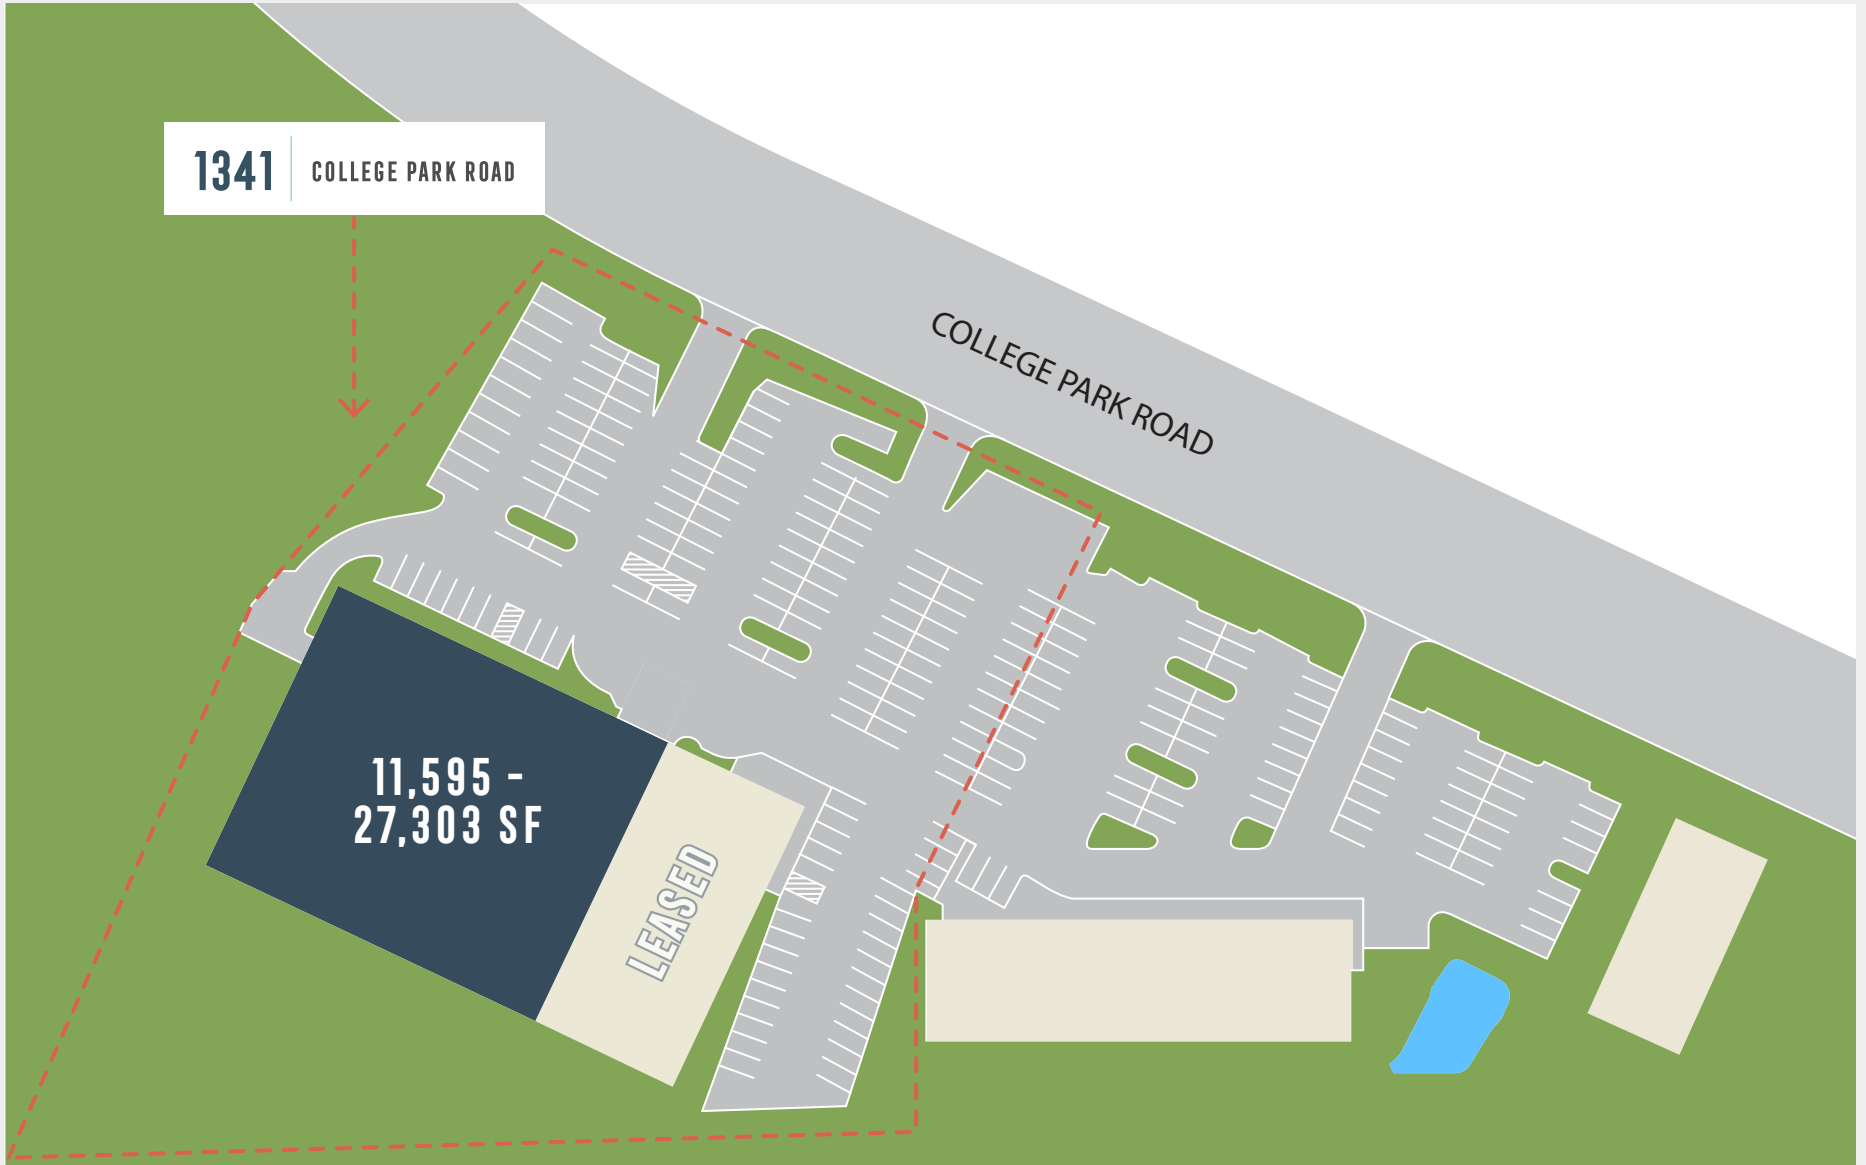 1341 COLLEGE PARK ROAD
COLLEGE PARK ROAD
11,595 –
27,303 SF
LEASED